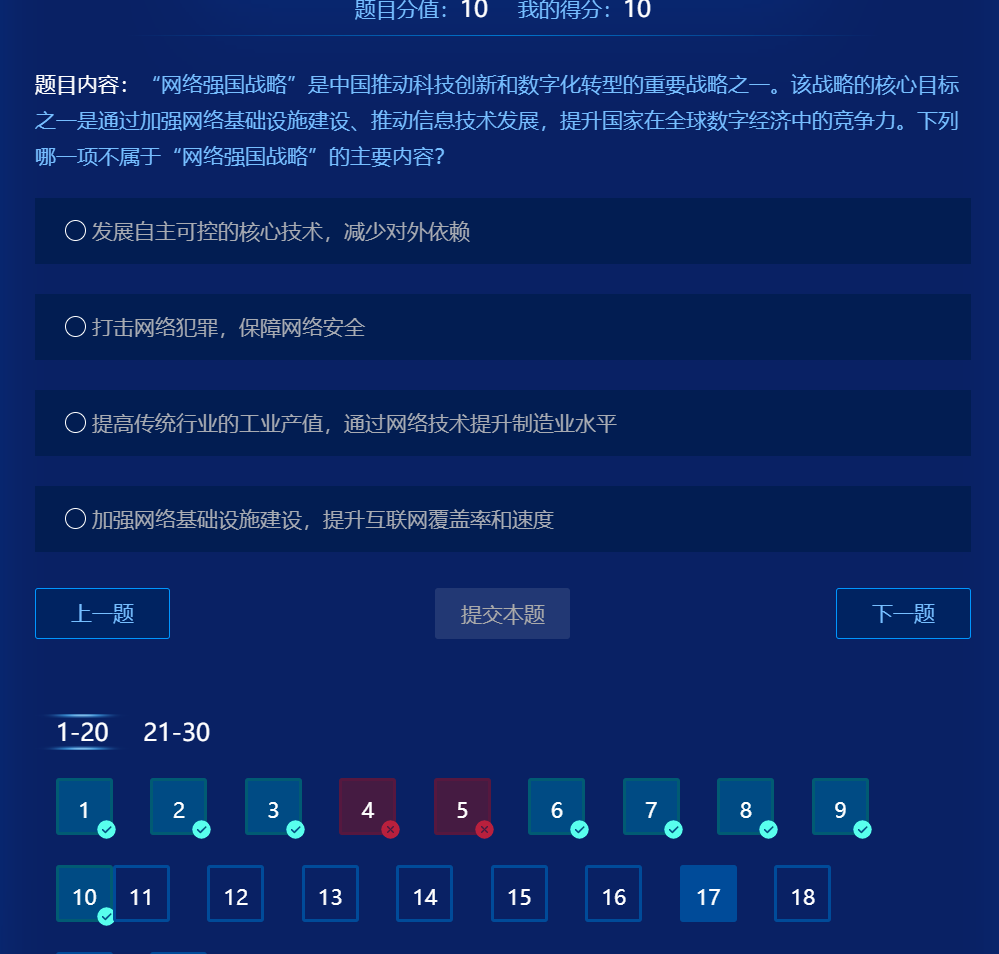 题目分值：10 我的得分：10
题目内容：“网络强国战略”是中国推动科技创新和数字化转型的重要战略之一。该战略的核心目标
之一是通过加强网络基础设施建设、推动信息技术发展，提升国家在全球数字经济中的竞争力。下列
哪一项不属于“网络强国战略”的主要内容？
发展自主可控的核心技术，减少对外依赖
打击网络犯罪，保障网络安全
提高传统行业的工业产值，通过网络技术提升制造业水平
加强网络基础设施建设，提升互联网覆盖率和速度
上一题 提交本题 下一题
1-20 21-30
1 2 3 4 5 6 7 8 9
10 11 12 13 14 15 16 17 18